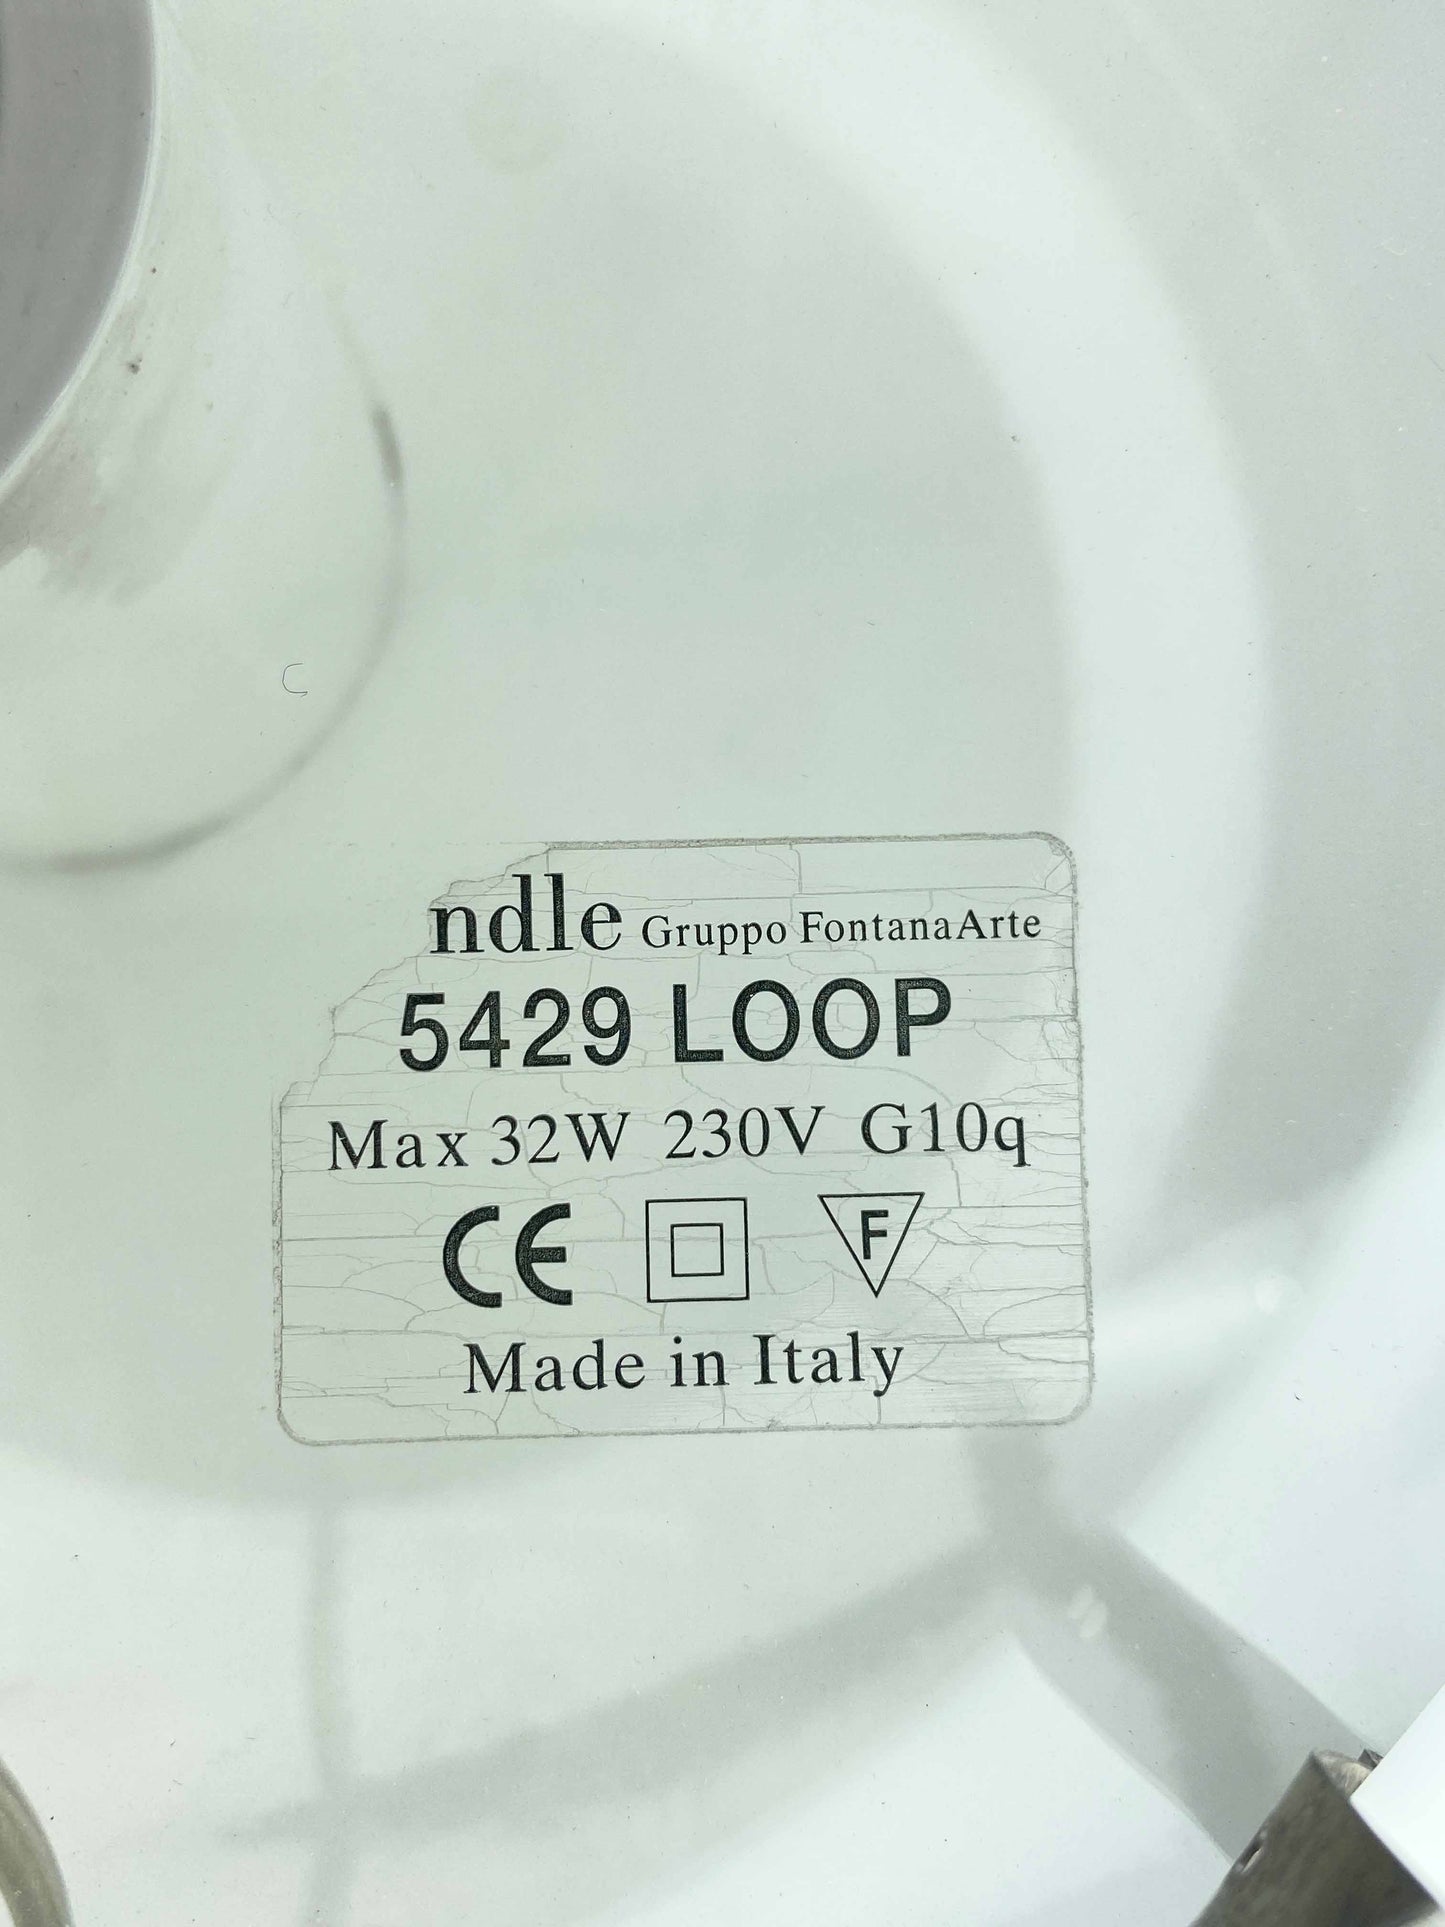 ndle Gruppo FontanaArte
5429 LOOP
Max 32W 230V G10q
CE F
Made in Italy